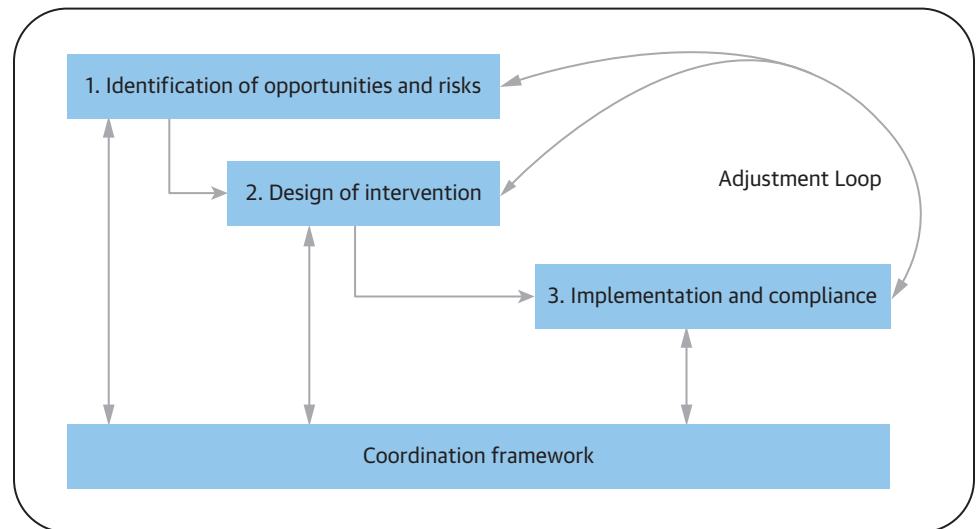 1. Identification of opportunities and risks
2. Design of intervention
Adjustment Loop
3. Implementation and compliance
Coordination framework